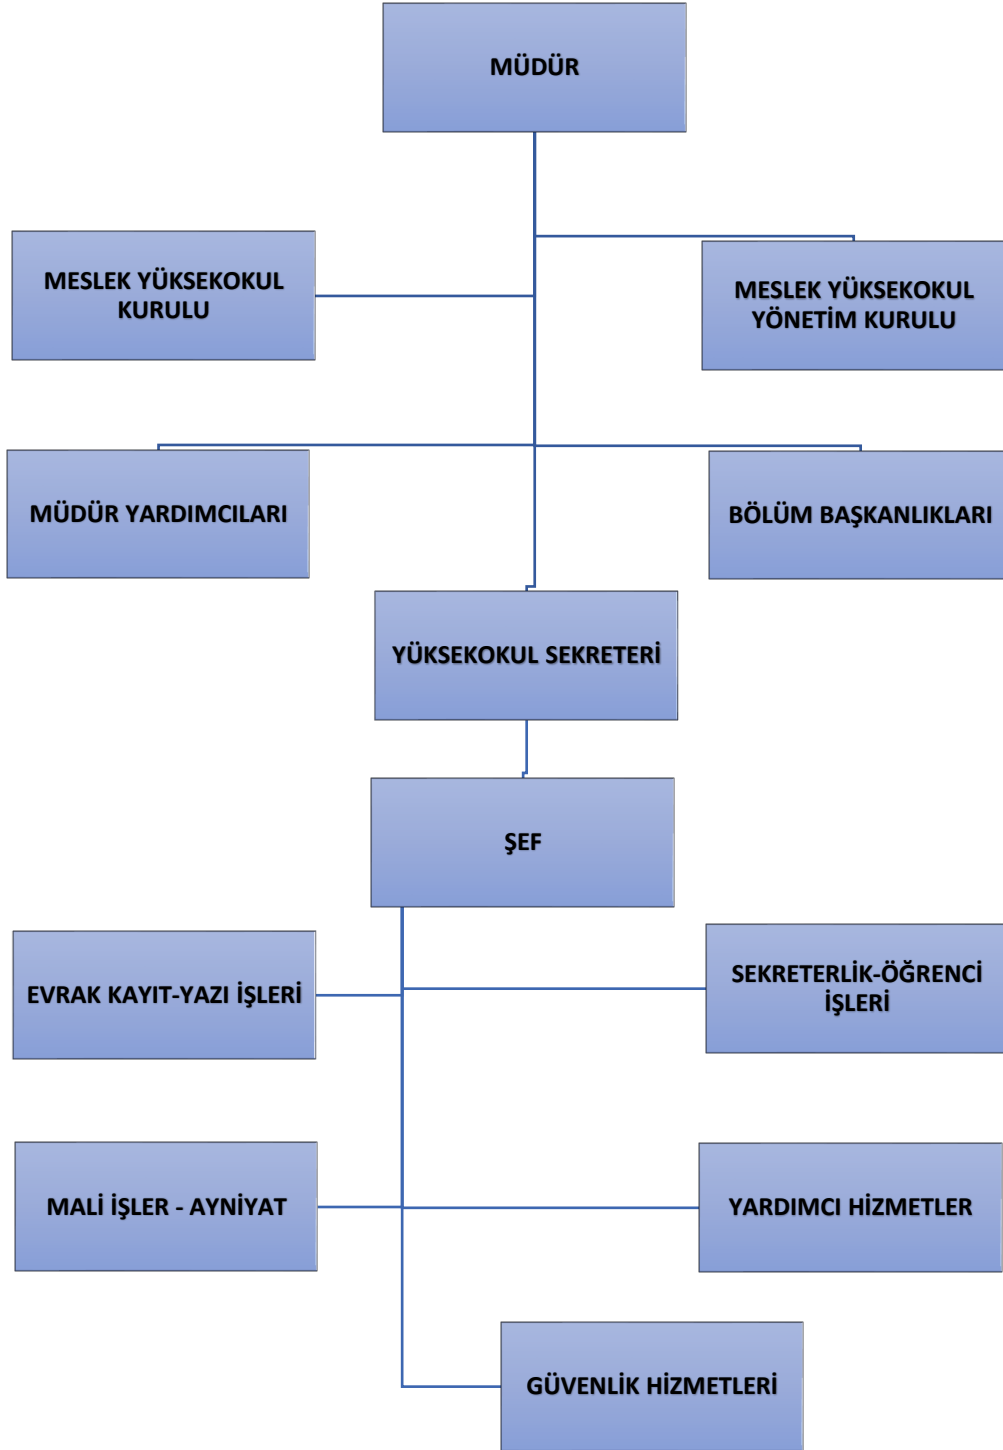 MÜDÜR
MESLEK YÜKSEKOKUL
KURULU
MESLEK YÜKSEKOKUL
YÖNETİM KURULU
MÜDÜR YARDIMCILARI
BÖLÜM BAŞKANLIKLARI
YÜKSEKOKUL SEKRETERİ
ŞEF
EVRAK KAYIT-YAZI İŞLERİ
SEKRETERLİK-ÖĞRENCİ
İŞLERİ
MALİ İŞLER - AYNİYAT
YARDIMCI HİZMETLER
GÜVENLİK HİZMETLERİ